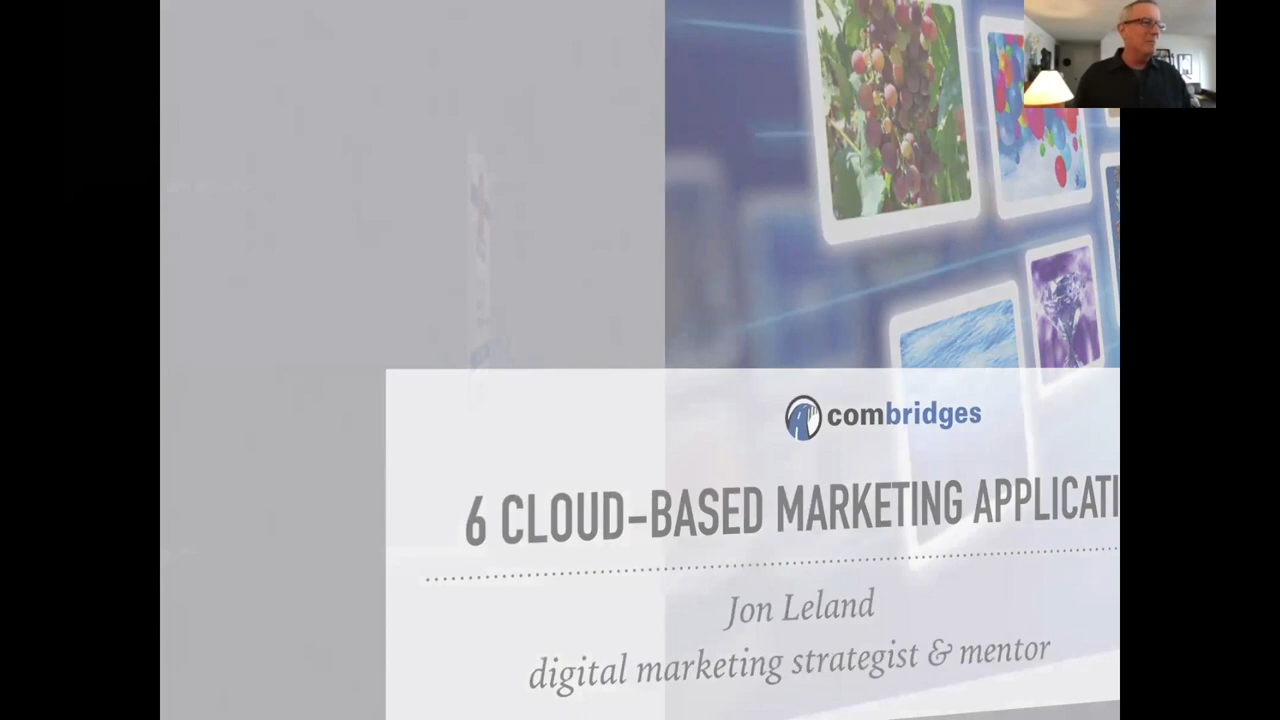 combridges
6 CLOUD-BASED MARKETING APPLICATI
Jon Leland
digital marketing strategist & mentor